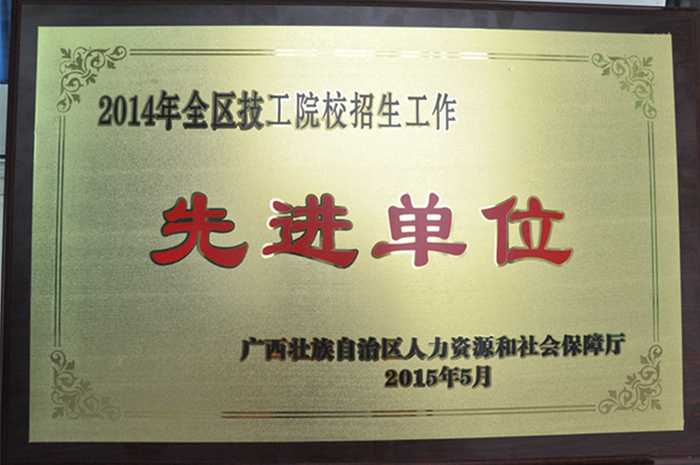 2014年全区技工院校招生工作
先进单位
广西壮族自治区人力资源和社会保障厅
2015年5月